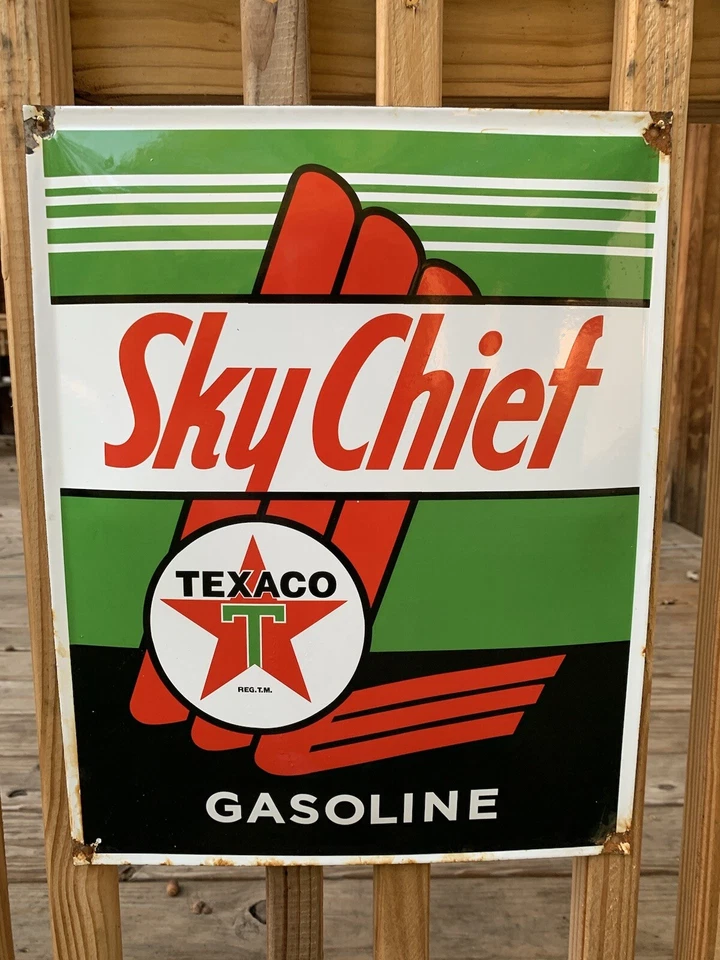 Sky Chief
TEXACO
T
REG. T.M.
GASOLINE